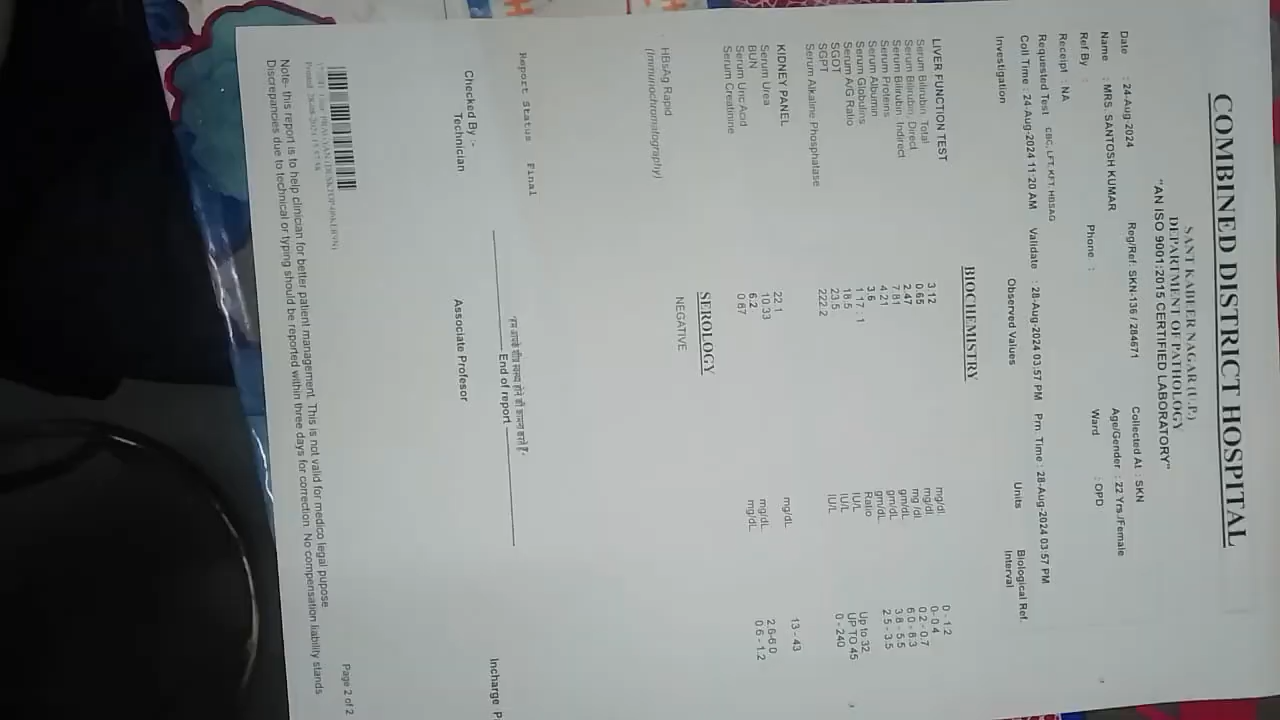 COMBINED DISTRICT HOSPITAL
SANT KABEER NAGAR (U.P.)
DEPARTMENT OF PATHOLOGY
"AN ISO 9001:2015 CERTIFIED LABORATORY"
Date : 24-Aug-2024 Reg/Ref: SKN-136 / 284671 Collected At : SKN
Name : MRS. SANTOSH KUMAR Age/Gender : 22 Yrs./Female
Ref By : Phone : Ward : OPD
Receipt : NA
Requested Test CBC, LFT, KFT, HBSAG
Coll Time : 24-Aug-2024 11:20 AM Validate : 28-Aug-2024 03:57 PM Prn. Time : 28-Aug-2024 03:57 PM
Investigation Observed Values Units Biological Ref. Interval
BIOCHEMISTRY
LIVER FUNCTION TEST
Serum Bilirubin, Total 3.12 mg/dl 0 - 1.2
Serum Bilirubin, Direct 0.65 mg/dl 0- 0.4
Serum Bilirubin, Indirect 2.47 mg/dl 0.2 - 0.7
Serum Proteins 7.81 gm/dL 6.0 - 8.3
Serum Albumin 4.21 gm/dL 3.8 - 5.5
Serum Globulins 3.6 gm/dL 2.5 - 3.5
Serum A/G Ratio 1.17 : 1 Ratio
SGOT 18.5 IU/L Up to 32
SGPT 23.5 IU/L UP TO 45
Serum Alkaline Phosphatase 222.2 IU/L 0 - 240
KIDNEY PANEL
Serum Urea 22.1 mg/dL 13 - 43
BUN 10.33
Serum Uric Acid 6.2 mg/dL 2.6-6.0
Serum Creatinine 0.67 mg/dL 0.6 - 1.2
SEROLOGY
HBsAg Rapid NEGATIVE
(Immunochromatography)
Report Status Final
"हम आपके शीघ्र स्वस्थ होने की कामना करते हैं"
End of report
Checked By :- Associate Profesor Incharge P
Technician
Page 2 of 2
Note- this report is to help clinician for better patient management. This is not valid for medico legal pupose
Discrepancies due to technical or typing should be reported within three days for correction. No compensation liability stands